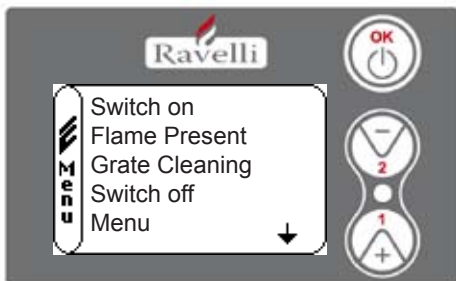 Ravelli
OK
Menu
Switch on
Flame Present
Grate Cleaning
Switch off
Menu
−
2
1
+